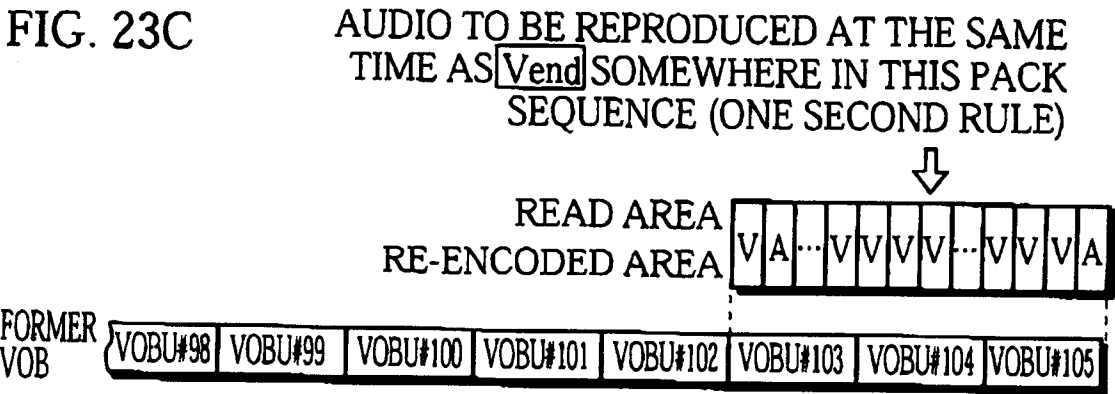 FIG. 23C
AUDIO TO BE REPRODUCED AT THE SAME
TIME AS Vend SOMEWHERE IN THIS PACK
SEQUENCE (ONE SECOND RULE)
READ AREA
RE-ENCODED AREA
V A ... V V V V ... V V V A
FORMER
VOB
VOBU#98 VOBU#99 VOBU#100 VOBU#101 VOBU#102 VOBU#103 VOBU#104 VOBU#105